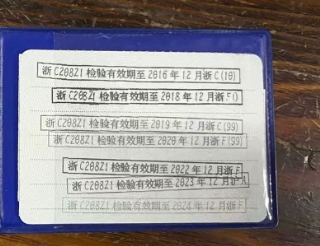 浙 C208Z1 检验有效期至 2016 年 12 月浙 C(10)
浙 C208Z1 检验有效期至 2018 年 12 月浙 F()
浙 C208Z1 检验有效期至 2019 年 12 月浙 C(99)
浙 C208Z1 检验有效期至 2020 年 12 月浙 F(99)
浙 C208Z1 检验有效期至 2022 年 12 月浙 F
浙 C208Z1 检验有效期至 2023 年 12 月沪 A
浙 C208Z1 检验有效期至 2024 年 12 月浙 F